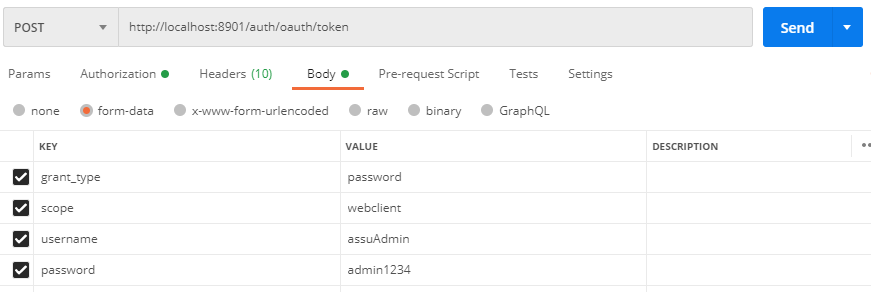 POST http://localhost:8901/auth/oauth/token Send
Params Authorization Headers (10) Body Pre-request Script Tests Settings
none form-data x-www-form-urlencoded raw binary GraphQL
KEY VALUE DESCRIPTION
grant_type password
scope webclient
username assuAdmin
password admin1234